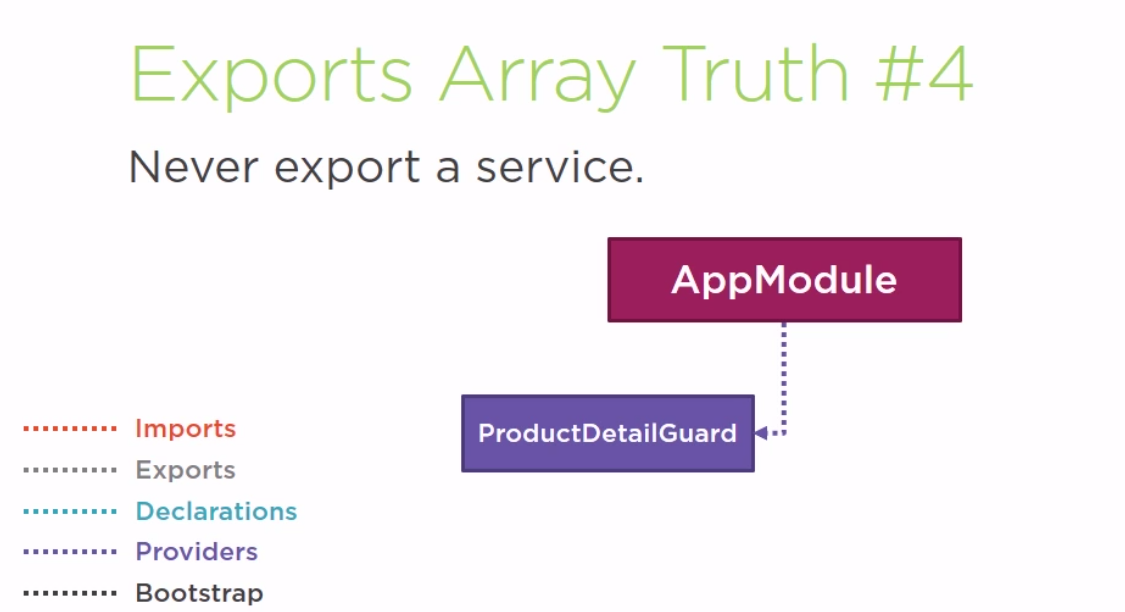 Exports Array Truth #4
Never export a service.
AppModule
ProductDetailGuard
Imports
Exports
Declarations
Providers
Bootstrap